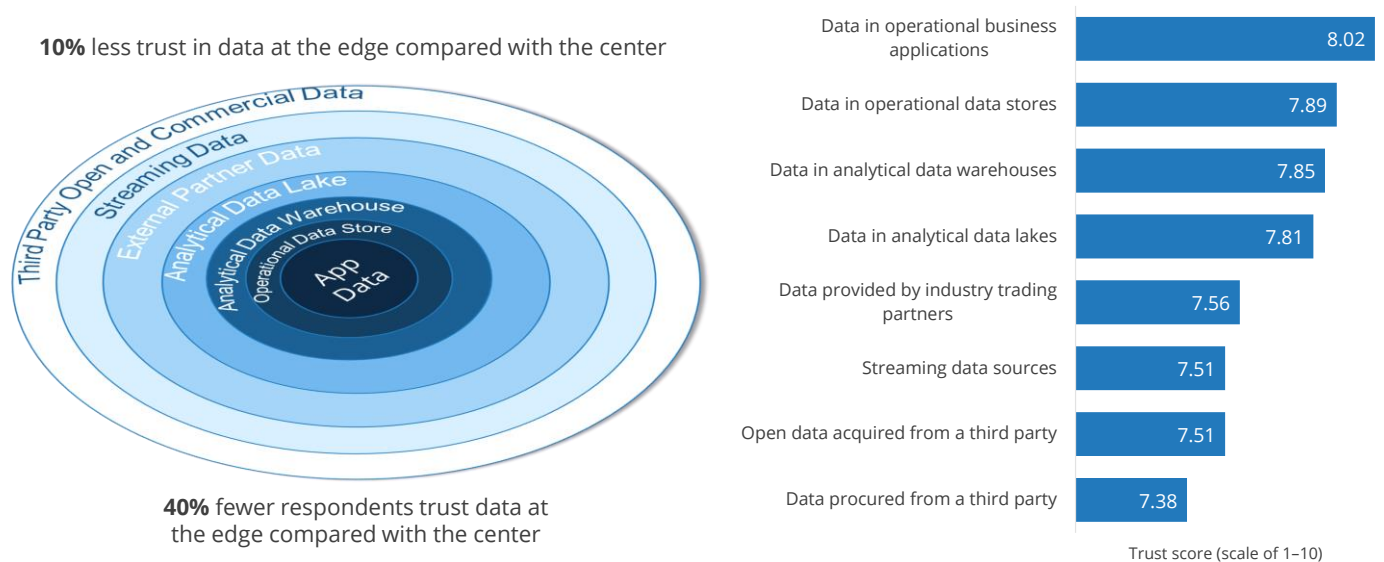 10% less trust in data at the edge compared with the center
Third Party Open and Commercial Data
Streaming Data
External Partner Data
Analytical Data Lake
Analytical Data Warehouse
Operational Data Store
App
Data
40% fewer respondents trust data at
the edge compared with the center
Data in operational business
applications
8.02
Data in operational data stores
7.89
Data in analytical data warehouses
7.85
Data in analytical data lakes
7.81
Data provided by industry trading
partners
7.56
Streaming data sources
7.51
Open data acquired from a third party
7.51
Data procured from a third party
7.38
Trust score (scale of 1–10)